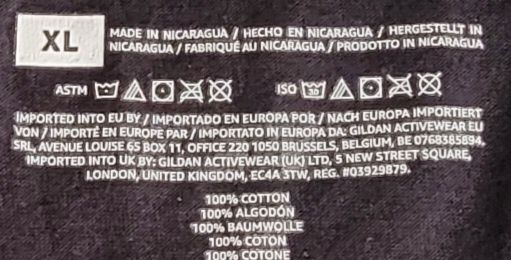 XL
MADE IN NICARAGUA / HECHO EN NICARAGUA / HERGESTELLT IN
NICARAGUA / FABRIQUÉ AU NICARAGUA / PRODOTTO IN NICARAGUA
ASTM ISO 30
IMPORTED INTO EU BY / IMPORTADO EN EUROPA POR / NACH EUROPA IMPORTIERT
VON / IMPORTÉ EN EUROPE PAR / IMPORTATO IN EUROPA DA: GILDAN ACTIVEWEAR EU
SRL, AVENUE LOUISE 65 BOX 11, OFFICE 220 1050 BRUSSELS, BELGIUM, BE 0768385894.
IMPORTED INTO UK BY: GILDAN ACTIVEWEAR (UK) LTD, 5 NEW STREET SQUARE,
LONDON, UNITED KINGDOM, EC4A 3TW, REG. #03929879.
100% COTTON
100% ALGODÓN
100% BAUMWOLLE
100% COTON
100% COTONE